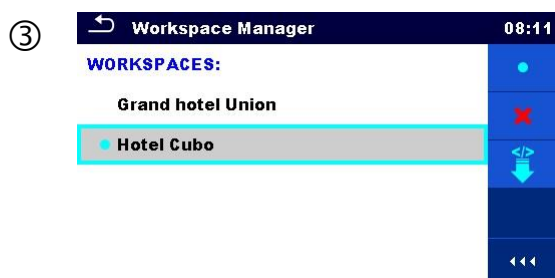 ③
Workspace Manager 08:11
WORKSPACES:
Grand hotel Union
Hotel Cubo
</>